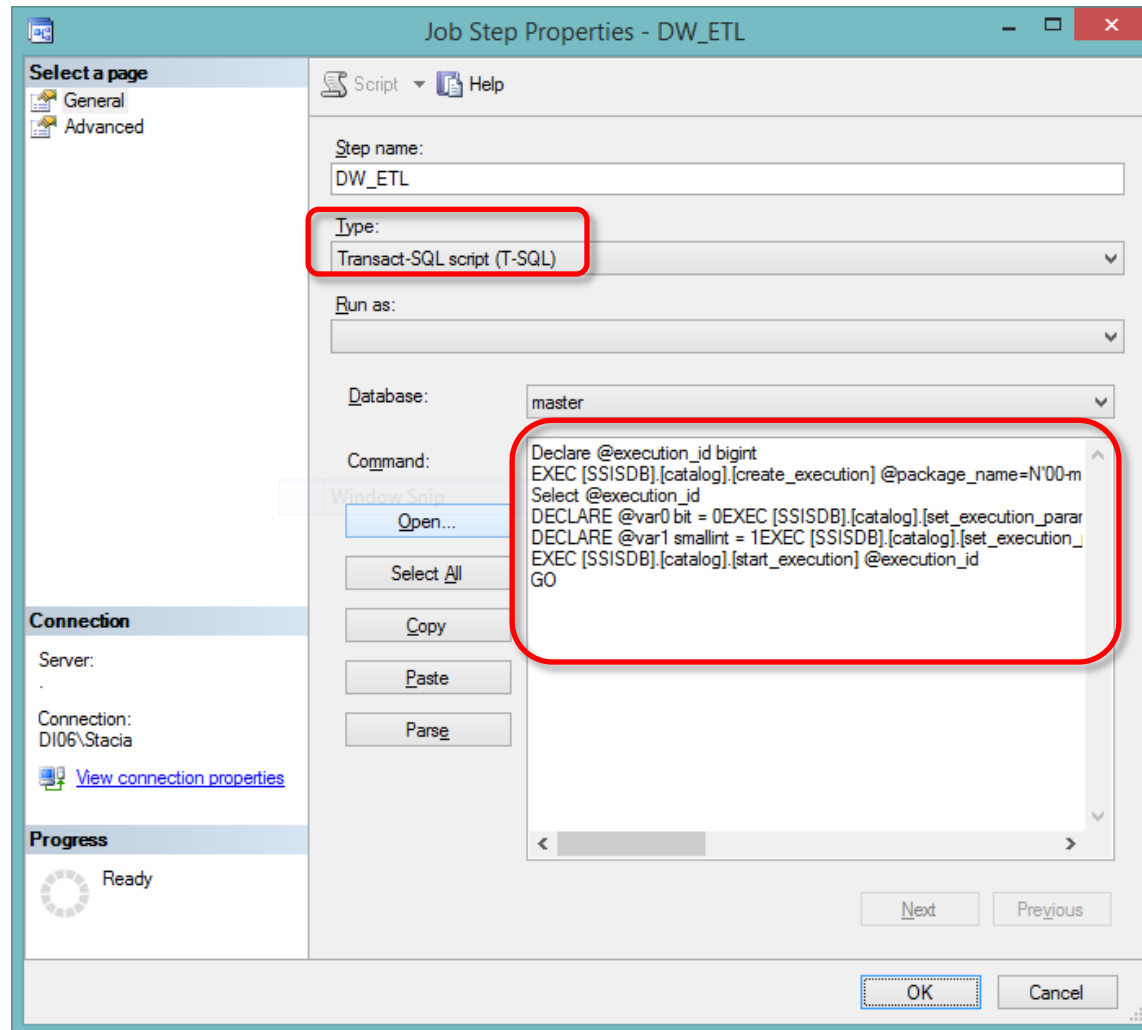 Job Step Properties - DW_ETL
Select a page
General
Advanced
Script
Help
Step name:
DW_ETL
Type:
Transact-SQL script (T-SQL)
Run as:
Database:
master
Command:
Declare @execution_id bigint
EXEC [SSISDB].[catalog].[create_execution] @package_name=N'00-m
Select @execution_id
DECLARE @var0 bit = 0EXEC [SSISDB].[catalog].[set_execution_parar
DECLARE @var1 smallint = 1EXEC [SSISDB].[catalog].[set_execution_
EXEC [SSISDB].[catalog].[start_execution] @execution_id
GO
Window Snip
Open...
Select All
Copy
Paste
Parse
Connection
Server:
.
Connection:
DI06\Stacia
View connection properties
Progress
Ready
Next
Previous
OK
Cancel